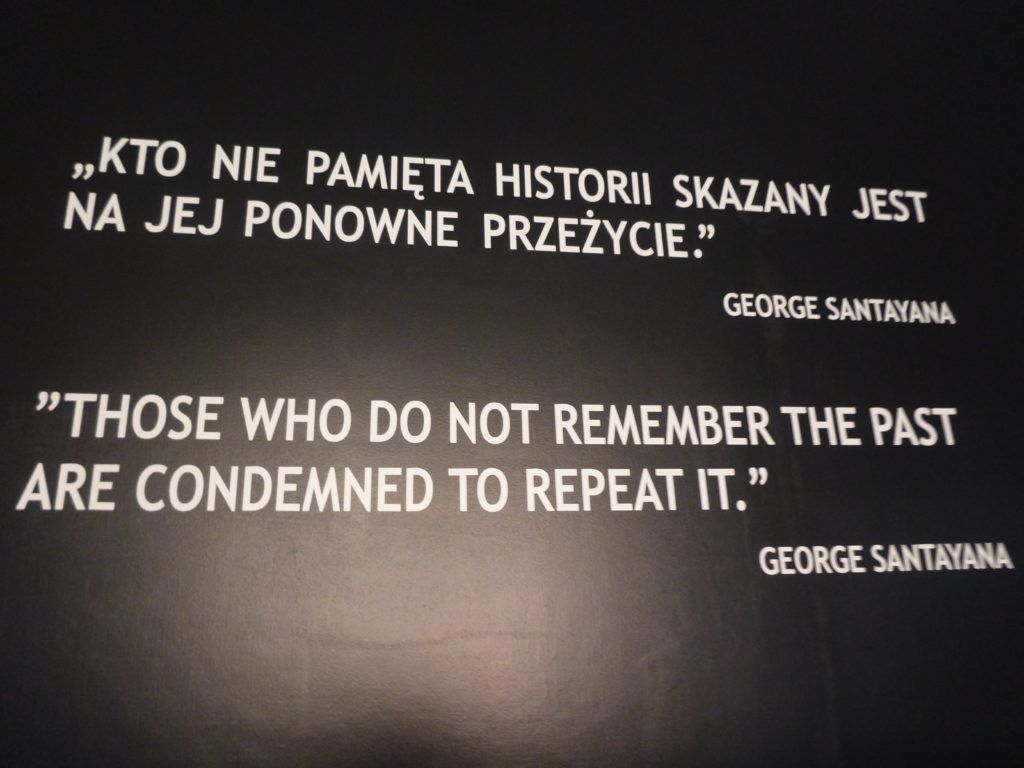 „KTO NIE PAMIĘTA HISTORII SKAZANY JEST
NA JEJ PONOWNE PRZEŻYCIE.”
GEORGE SANTAYANA
”THOSE WHO DO NOT REMEMBER THE PAST
ARE CONDEMNED TO REPEAT IT.”
GEORGE SANTAYANA